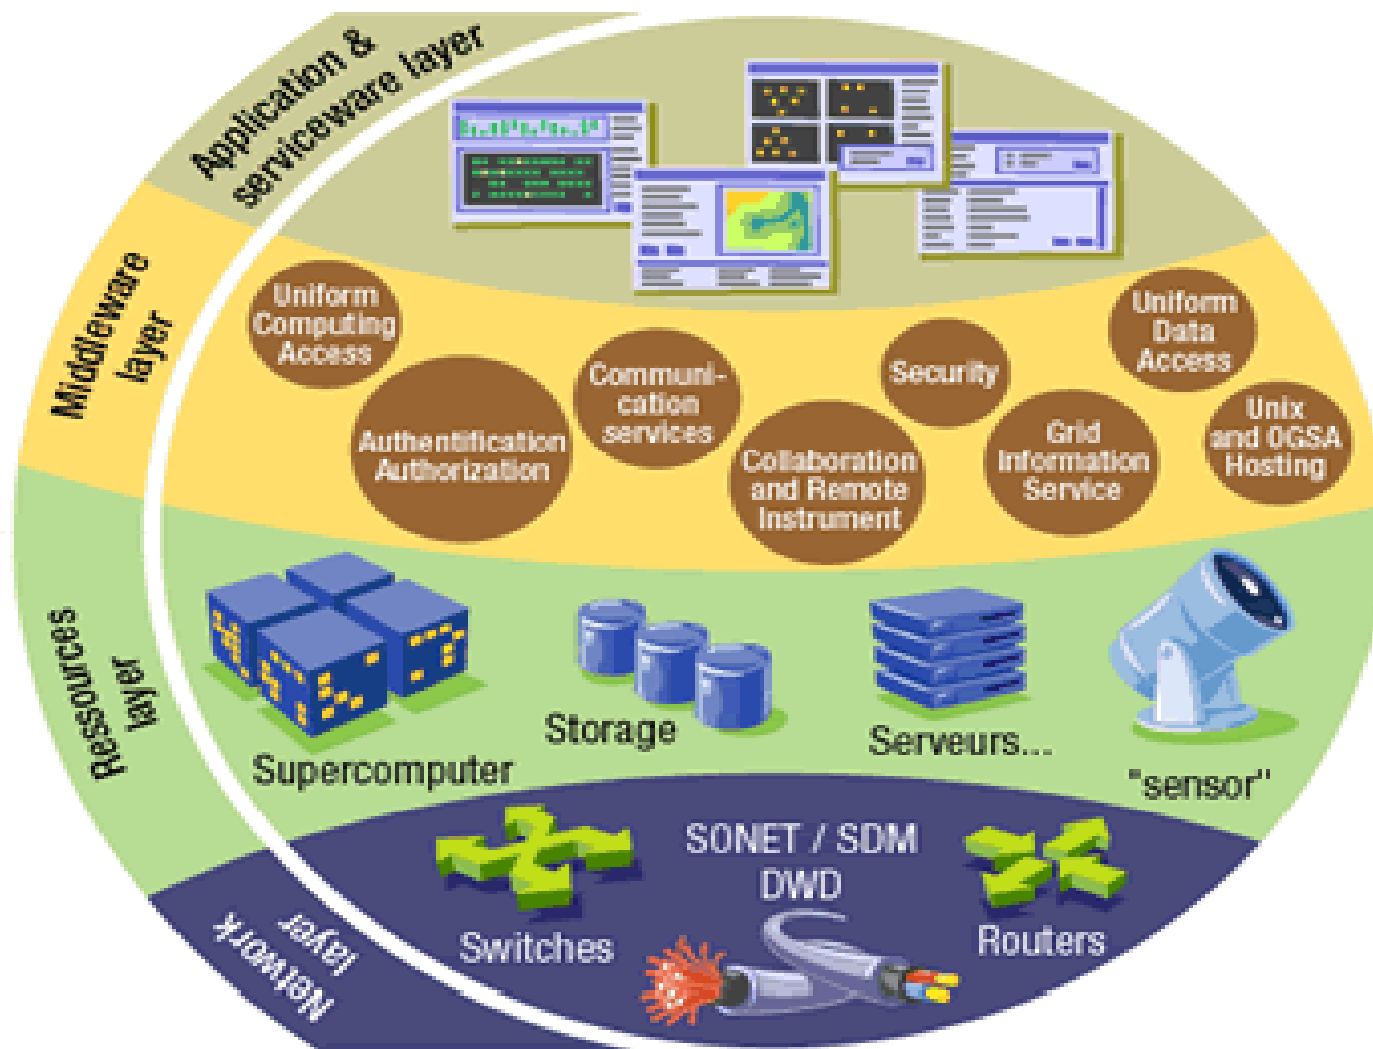 Application &
serviceware layer
Middleware
layer
Uniform
Computing
Access
Authentification
Authorization
Communi-
cation
services
Collaboration
and Remote
Instrument
Security
Grid
Information
Service
Uniform
Data
Access
Unix
and OGSA
Hosting
Ressources
layer
Supercomputer
Storage
Serveurs...
"sensor"
Network
layer
Switches
SONET / SDM
DWD
Routers